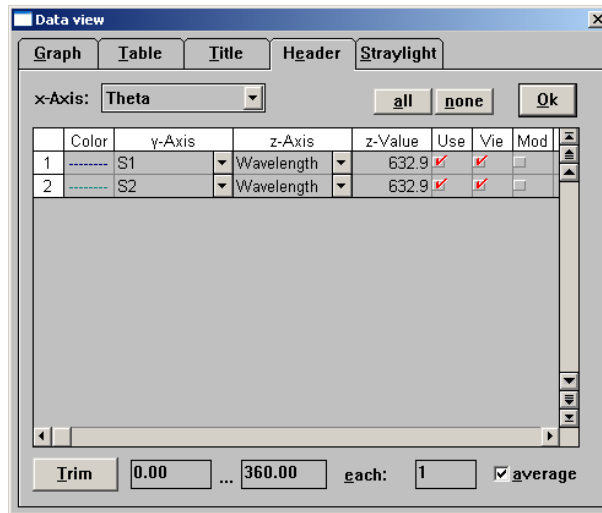 Data view
Graph Table Title Header Straylight
x-Axis: Theta all none Ok
Color y-Axis z-Axis z-Value Use Vie Mod
1 S1 Wavelength 632.9
2 S2 Wavelength 632.9
Trim 0.00 ... 360.00 each: 1 average